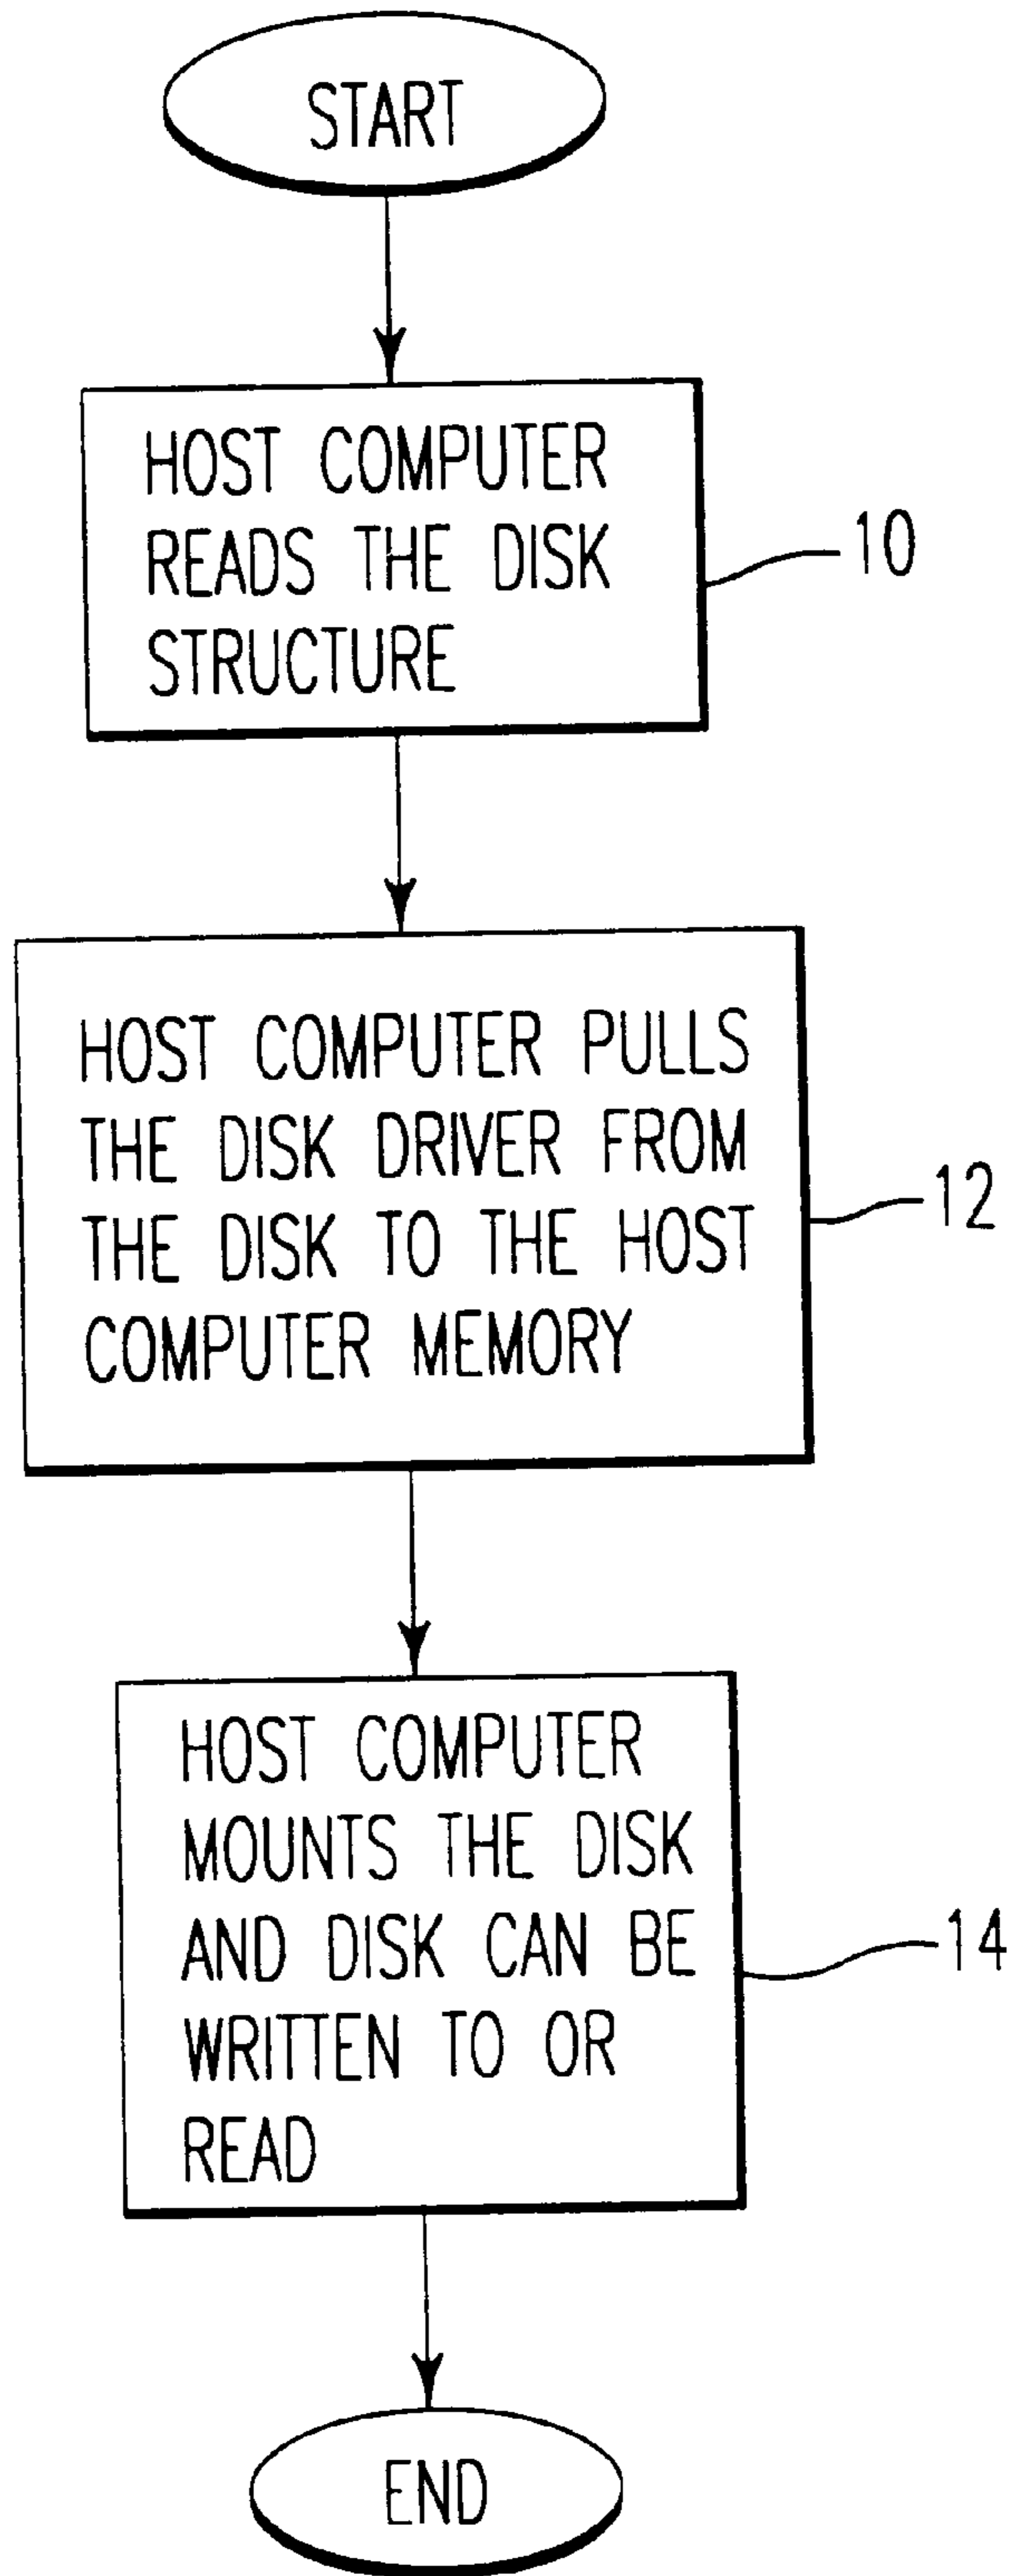 START
HOST COMPUTER
READS THE DISK
STRUCTURE
10
HOST COMPUTER PULLS
THE DISK DRIVER FROM
THE DISK TO THE HOST
COMPUTER MEMORY
12
HOST COMPUTER
MOUNTS THE DISK
AND DISK CAN BE
WRITTEN TO OR
READ
14
END